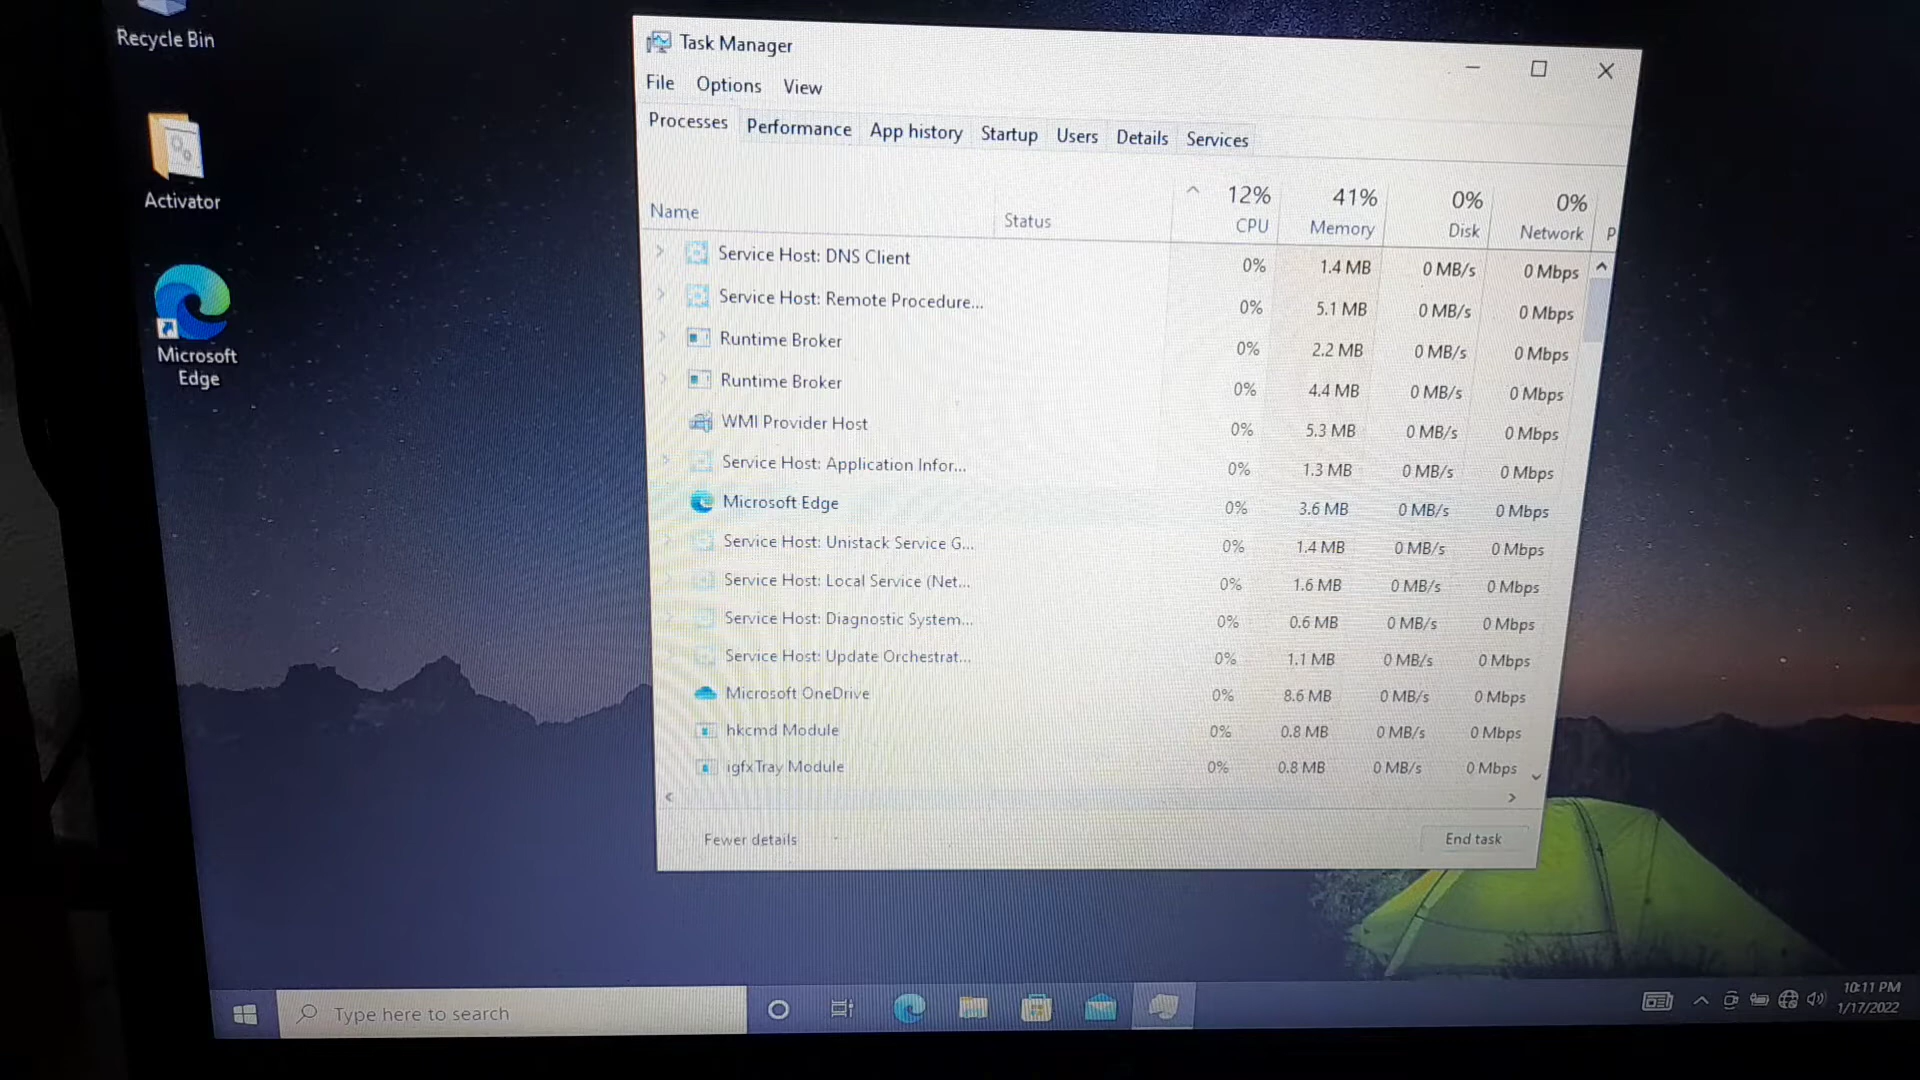 Recycle Bin
Activator
Microsoft
Edge
Task Manager
File Options View
Processes Performance App history Startup Users Details Services
Name Status 12% CPU 41% Memory 0% Disk 0% Network P
Service Host: DNS Client 0% 1.4 MB 0 MB/s 0 Mbps
Service Host: Remote Procedure... 0% 5.1 MB 0 MB/s 0 Mbps
Runtime Broker 0% 2.2 MB 0 MB/s 0 Mbps
Runtime Broker 0% 4.4 MB 0 MB/s 0 Mbps
WMI Provider Host 0% 5.3 MB 0 MB/s 0 Mbps
Service Host: Application Infor... 0% 1.3 MB 0 MB/s 0 Mbps
Microsoft Edge 0% 3.6 MB 0 MB/s 0 Mbps
Service Host: Unistack Service G... 0% 1.4 MB 0 MB/s 0 Mbps
Service Host: Local Service (Net... 0% 1.6 MB 0 MB/s 0 Mbps
Service Host: Diagnostic System... 0% 0.6 MB 0 MB/s 0 Mbps
Service Host: Update Orchestrat... 0% 1.1 MB 0 MB/s 0 Mbps
Microsoft OneDrive 0% 8.6 MB 0 MB/s 0 Mbps
hkcmd Module 0% 0.8 MB 0 MB/s 0 Mbps
igfxTray Module 0% 0.8 MB 0 MB/s 0 Mbps
Fewer details End task
Type here to search
10:11 PM
1/17/2022